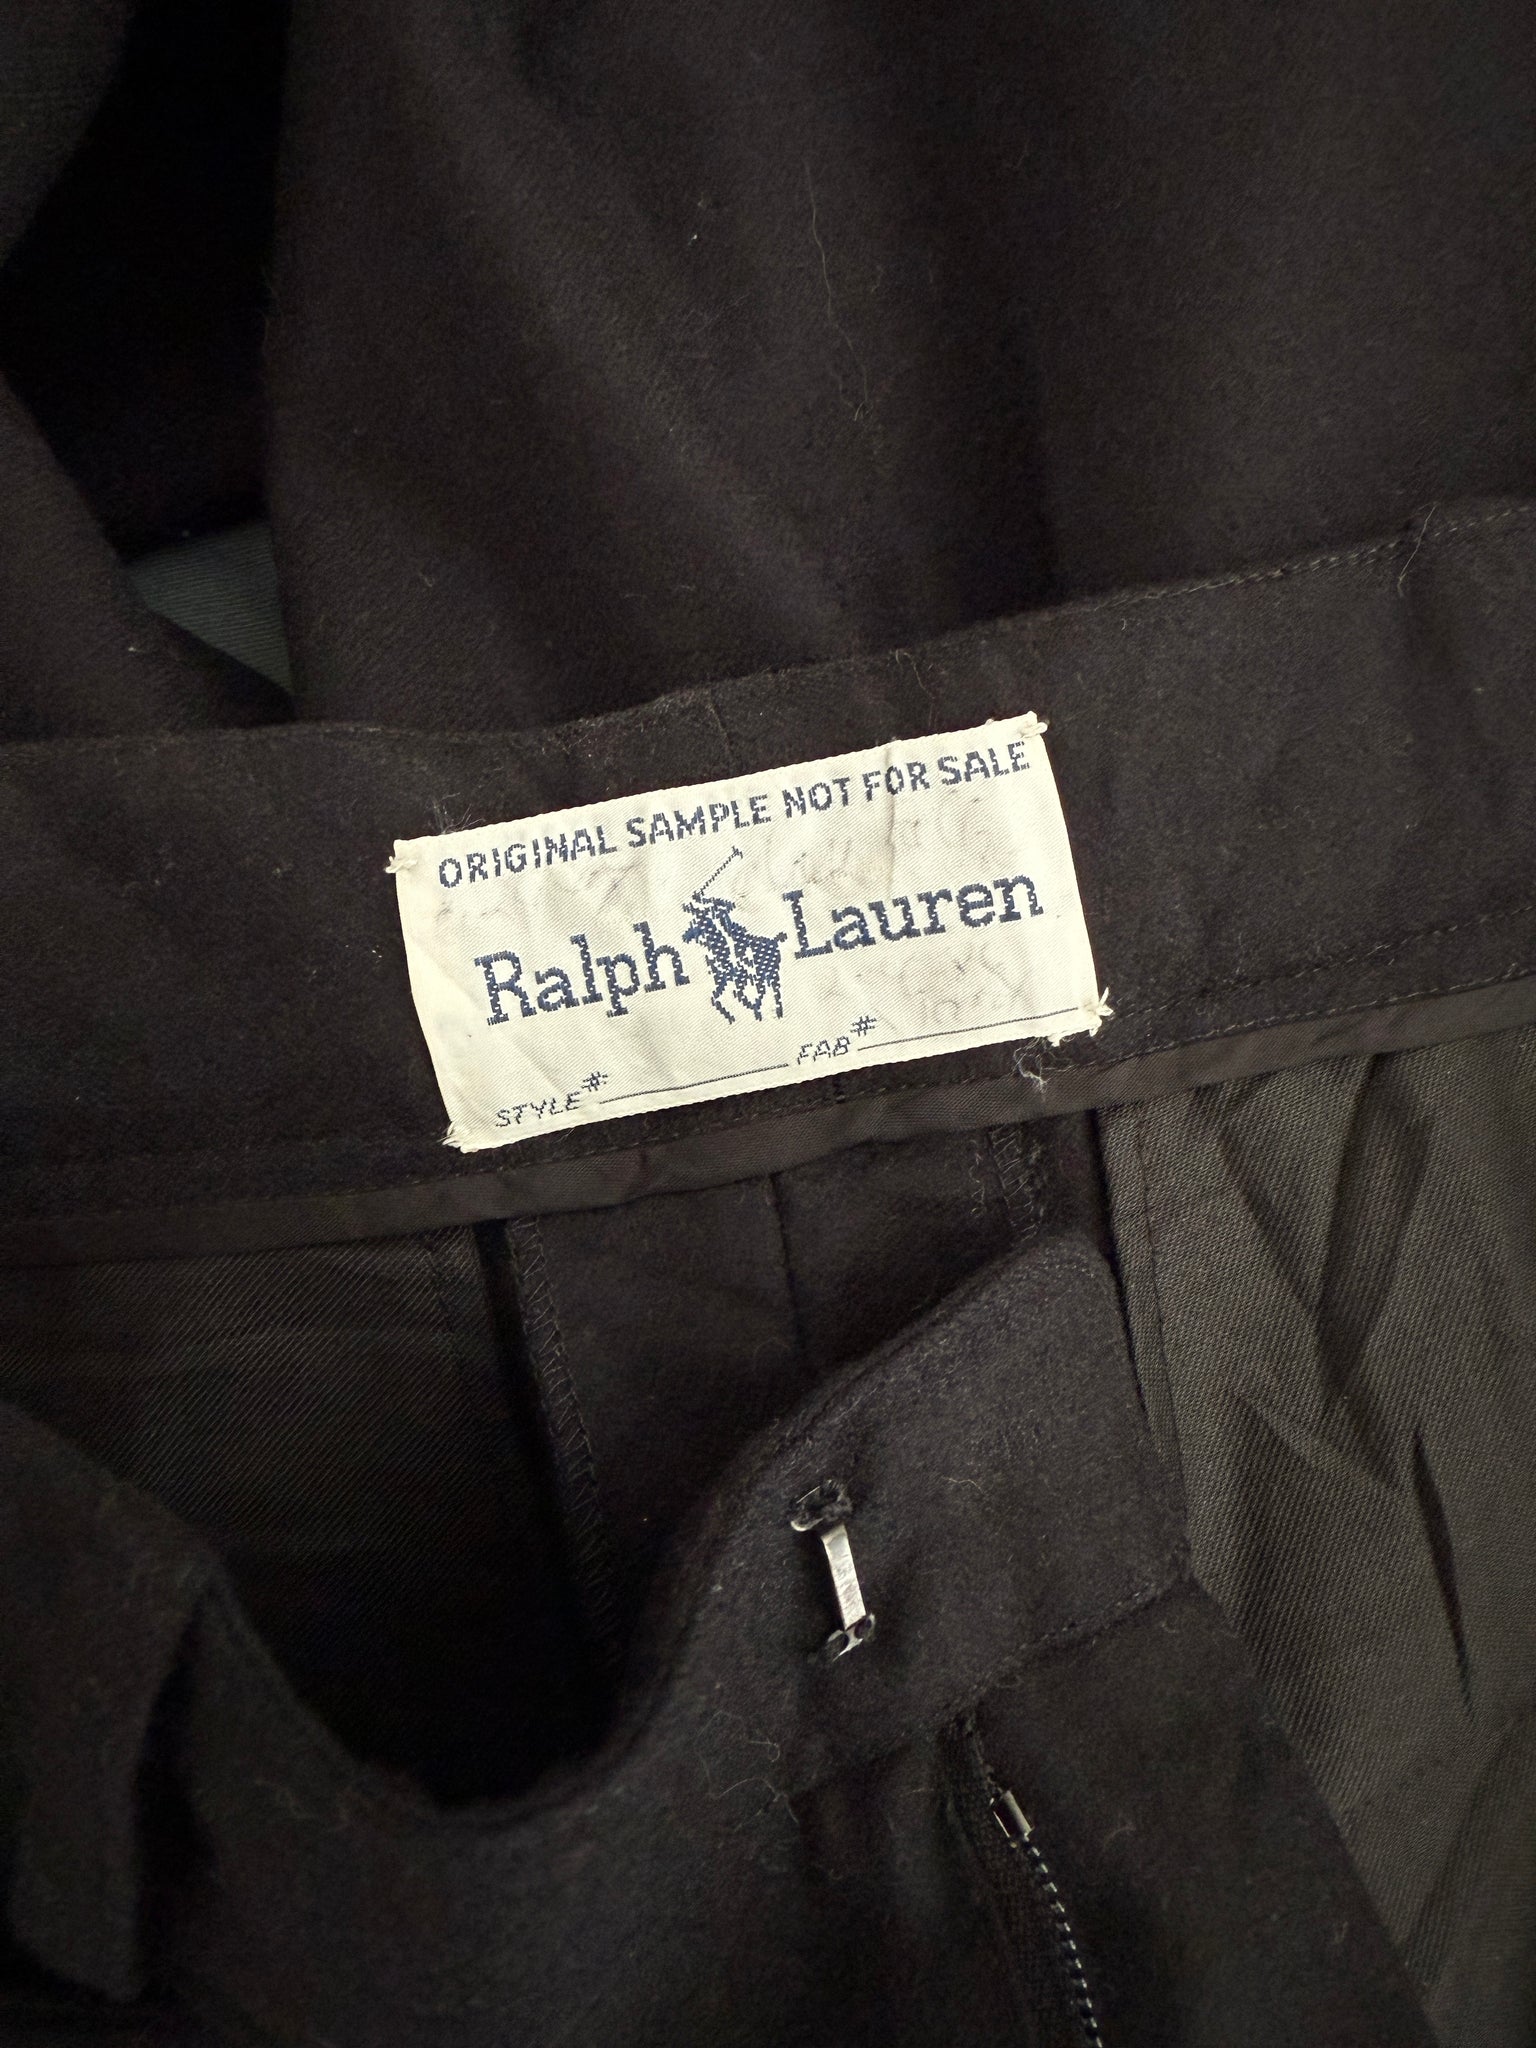 ORIGINAL SAMPLE NOT FOR SALE
Ralph Lauren
STYLE# FAB#